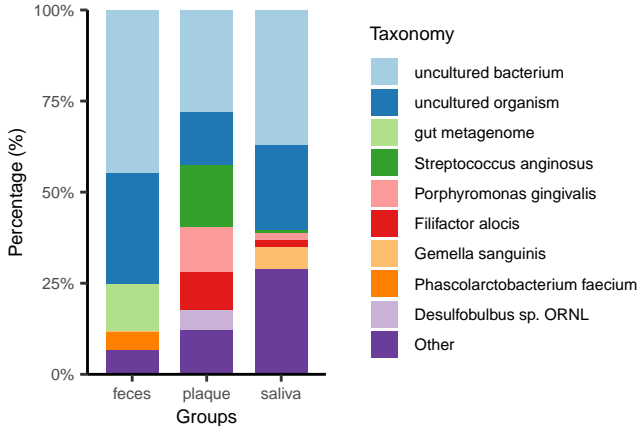 100%
75%
50%
25%
0%
Percentage (%)
feces
plaque
saliva
Groups
Taxonomy
uncultured bacterium
uncultured organism
gut metagenome
Streptococcus anginosus
Porphyromonas gingivalis
Filifactor alocis
Gemella sanguinis
Phascolarctobacterium faecium
Desulfobulbus sp. ORNL
Other